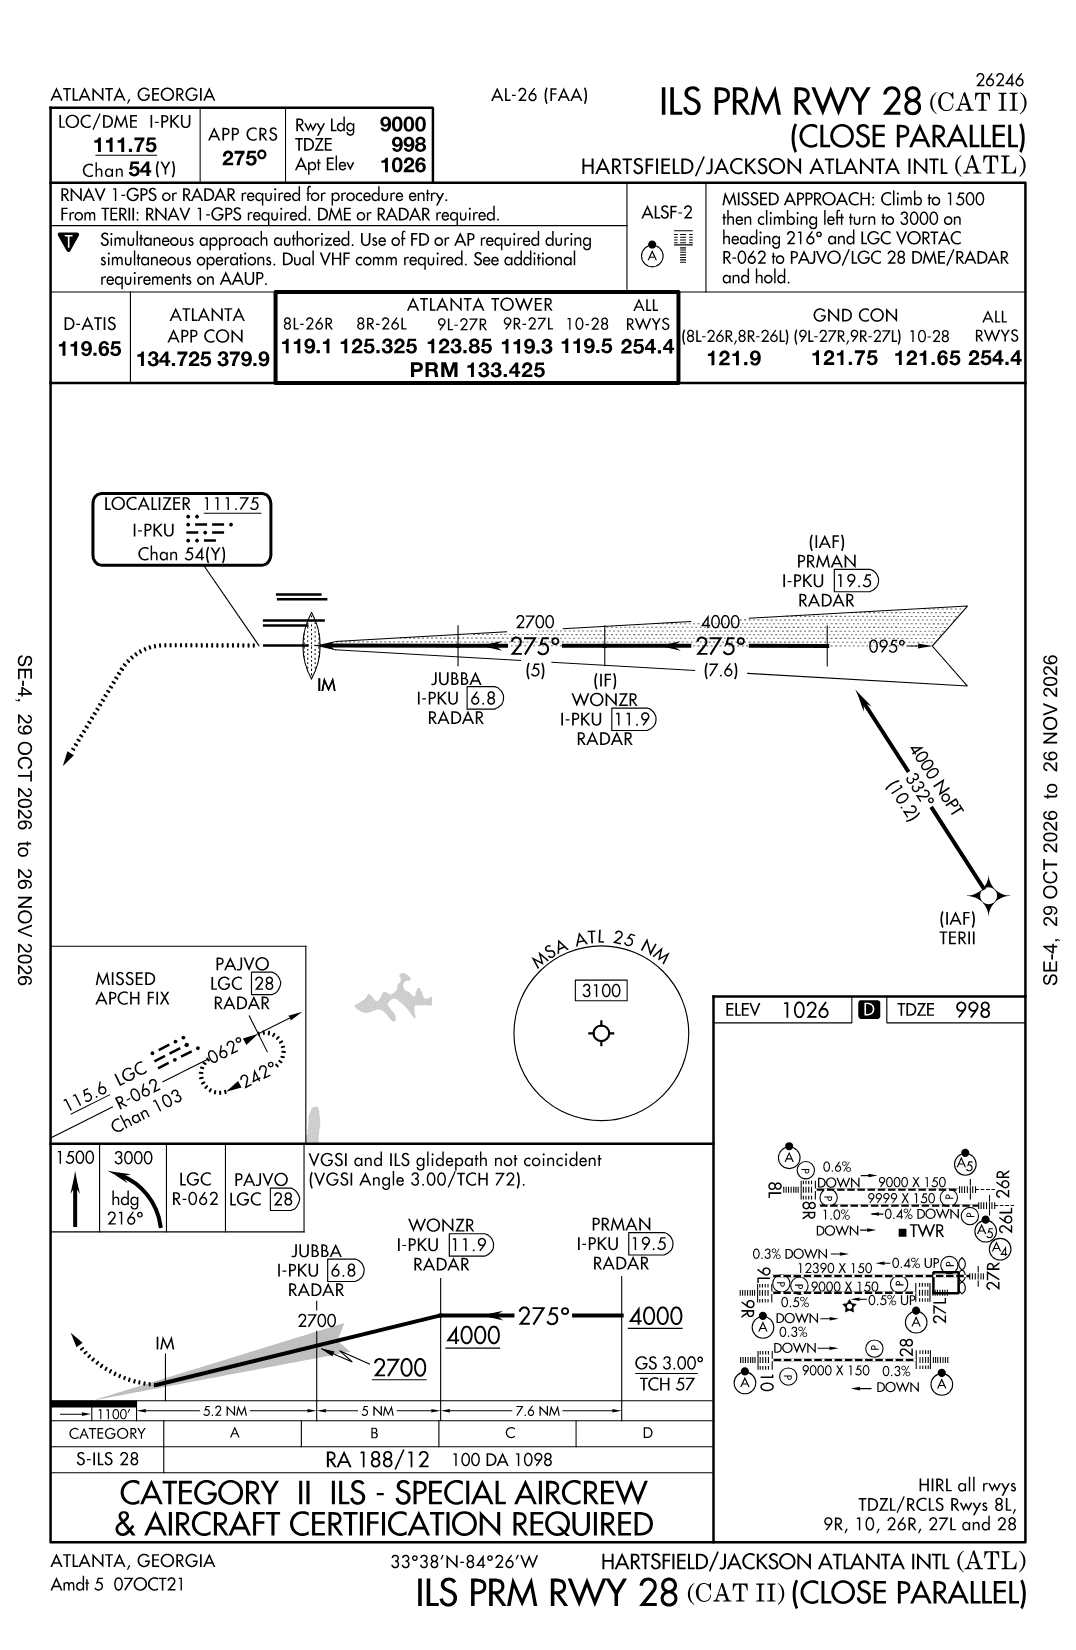 ATLANTA, GEORGIA
AL-26 (FAA)
26246
ILS PRM RWY 28 (CAT II)
(CLOSE PARALLEL)
HARTSFIELD/JACKSON ATLANTA INTL (ATL)
LOC/DME I-PKU
111.75
Chan 54 (Y)
APP CRS
275°
Rwy Ldg 9000
TDZE 998
Apt Elev 1026
RNAV 1-GPS or RADAR required for procedure entry.
From TERII: RNAV 1-GPS required. DME or RADAR required.
T
Simultaneous approach authorized. Use of FD or AP required during
simultaneous operations. Dual VHF comm required. See additional
requirements on AAUP.
ALSF-2
A
MISSED APPROACH: Climb to 1500
then climbing left turn to 3000 on
heading 216° and LGC VORTAC
R-062 to PAJVO/LGC 28 DME/RADAR
and hold.
D-ATIS
119.65
ATLANTA
APP CON
134.725 379.9
ATLANTA TOWER
8L-26R 8R-26L 9L-27R 9R-27L 10-28 ALL RWYS
119.1 125.325 123.85 119.3 119.5 254.4
PRM 133.425
GND CON
(8L-26R,8R-26L) (9L-27R,9R-27L) 10-28 ALL RWYS
121.9 121.75 121.65 254.4
LOCALIZER 111.75
I-PKU
Chan 54(Y)
(IAF)
PRMAN
I-PKU 19.5
RADAR
2700
275°
(5)
4000
275°
(7.6)
095°
IM
JUBBA
I-PKU 6.8
RADAR
(IF)
WONZR
I-PKU 11.9
RADAR
4000 NoPT
332°
(10.2)
(IAF)
TERII
SE-4, 29 OCT 2026 to 26 NOV 2026
SE-4, 29 OCT 2026 to 26 NOV 2026
MISSED
APCH FIX
PAJVO
LGC 28
RADAR
062°
242°
115.6 LGC
R-062
Chan 103
MSA ATL 25 NM
3100
ELEV 1026
D
TDZE 998
A
P
0.6%
DOWN
9000 X 150
A5
26R
8L
P
9999 X 150
P
8R
1.0%
DOWN
0.4% DOWN
P
A5
26L
TWR
A4
0.3% DOWN
0.4% UP
P
12390 X 150
9L
27R
P
P
9000 X 150
P
9R
0.5%
DOWN
0.5% UP
27L
A
A
0.3%
DOWN
P
28
10
9000 X 150
0.3%
DOWN
P
A
A
HIRL all rwys
TDZL/RCLS Rwys 8L,
9R, 10, 26R, 27L and 28
1500
3000
hdg
216°
LGC
R-062
PAJVO
LGC 28
VGSI and ILS glidepath not coincident
(VGSI Angle 3.00/TCH 72).
WONZR
I-PKU 11.9
RADAR
PRMAN
I-PKU 19.5
RADAR
JUBBA
I-PKU 6.8
RADAR
2700
IM
275°
4000
4000
2700
GS 3.00°
TCH 57
1100'
5.2 NM
5 NM
7.6 NM
CATEGORY A B C D
S-ILS 28 RA 188/12 100 DA 1098
CATEGORY II ILS - SPECIAL AIRCREW
& AIRCRAFT CERTIFICATION REQUIRED
ATLANTA, GEORGIA
Amdt 5 07OCT21
33°38'N-84°26'W
HARTSFIELD/JACKSON ATLANTA INTL (ATL)
ILS PRM RWY 28 (CAT II) (CLOSE PARALLEL)